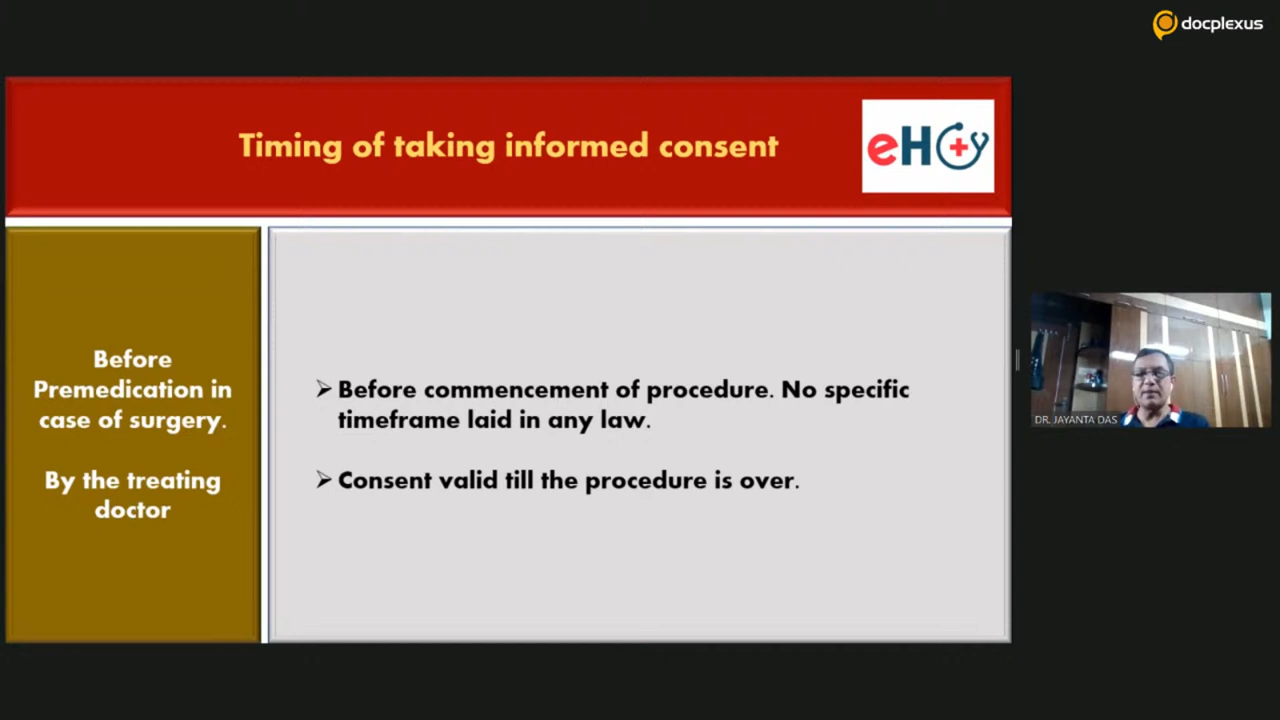 docplexus
Timing of taking informed consent
eH
Before
Premedication in
case of surgery.
By the treating
doctor
➢ Before commencement of procedure. No specific
timeframe laid in any law.
➢ Consent valid till the procedure is over.
DR. JAYANTA DAS